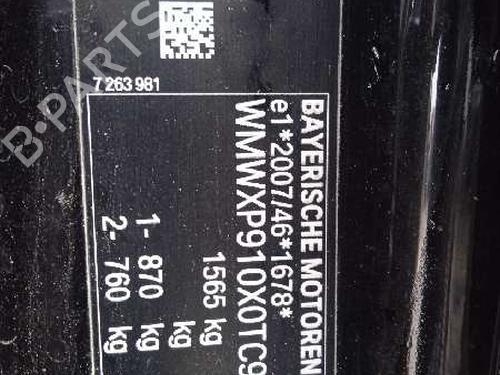 B-PARTS
7 263 981
BAYERISCHE MOTOREN
e1*2007/46*1678*
WMWXP910X0TC9
1565 kg
kg
1- 870 kg
2- 760 kg